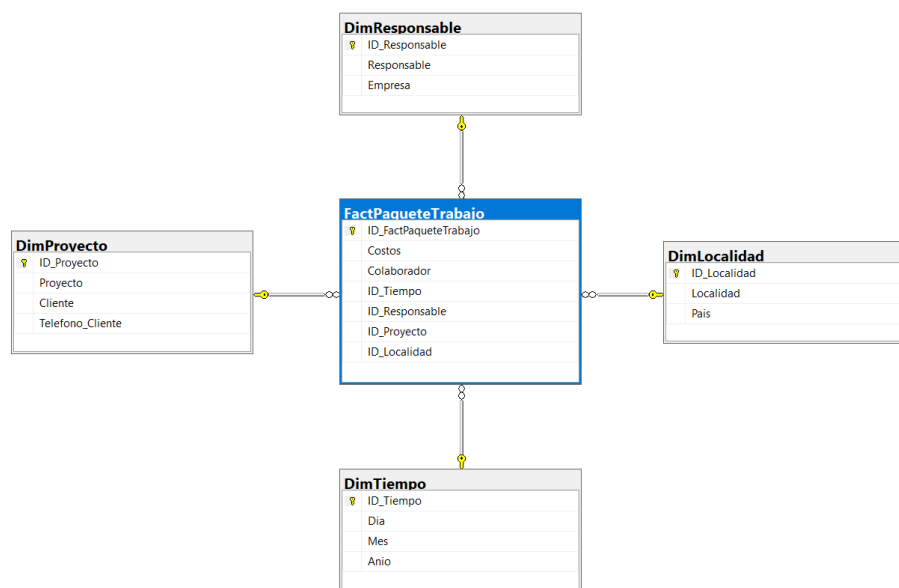 DimResponsable
ID_Responsable
Responsable
Empresa
FactPaqueteTrabajo
ID_FactPaqueteTrabajo
Costos
Colaborador
ID_Tiempo
ID_Responsable
ID_Proyecto
ID_Localidad
DimProyecto
ID_Proyecto
Proyecto
Cliente
Telefono_Cliente
DimLocalidad
ID_Localidad
Localidad
Pais
DimTiempo
ID_Tiempo
Dia
Mes
Anio